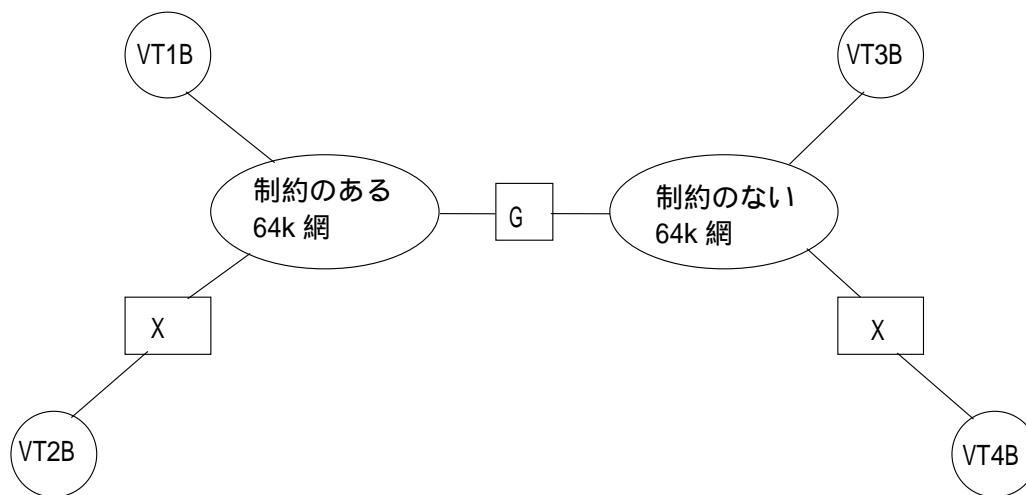 VT1B
VT3B
制約のある
64k 網
G
制約のない
64k 網
X
X
VT2B
VT4B